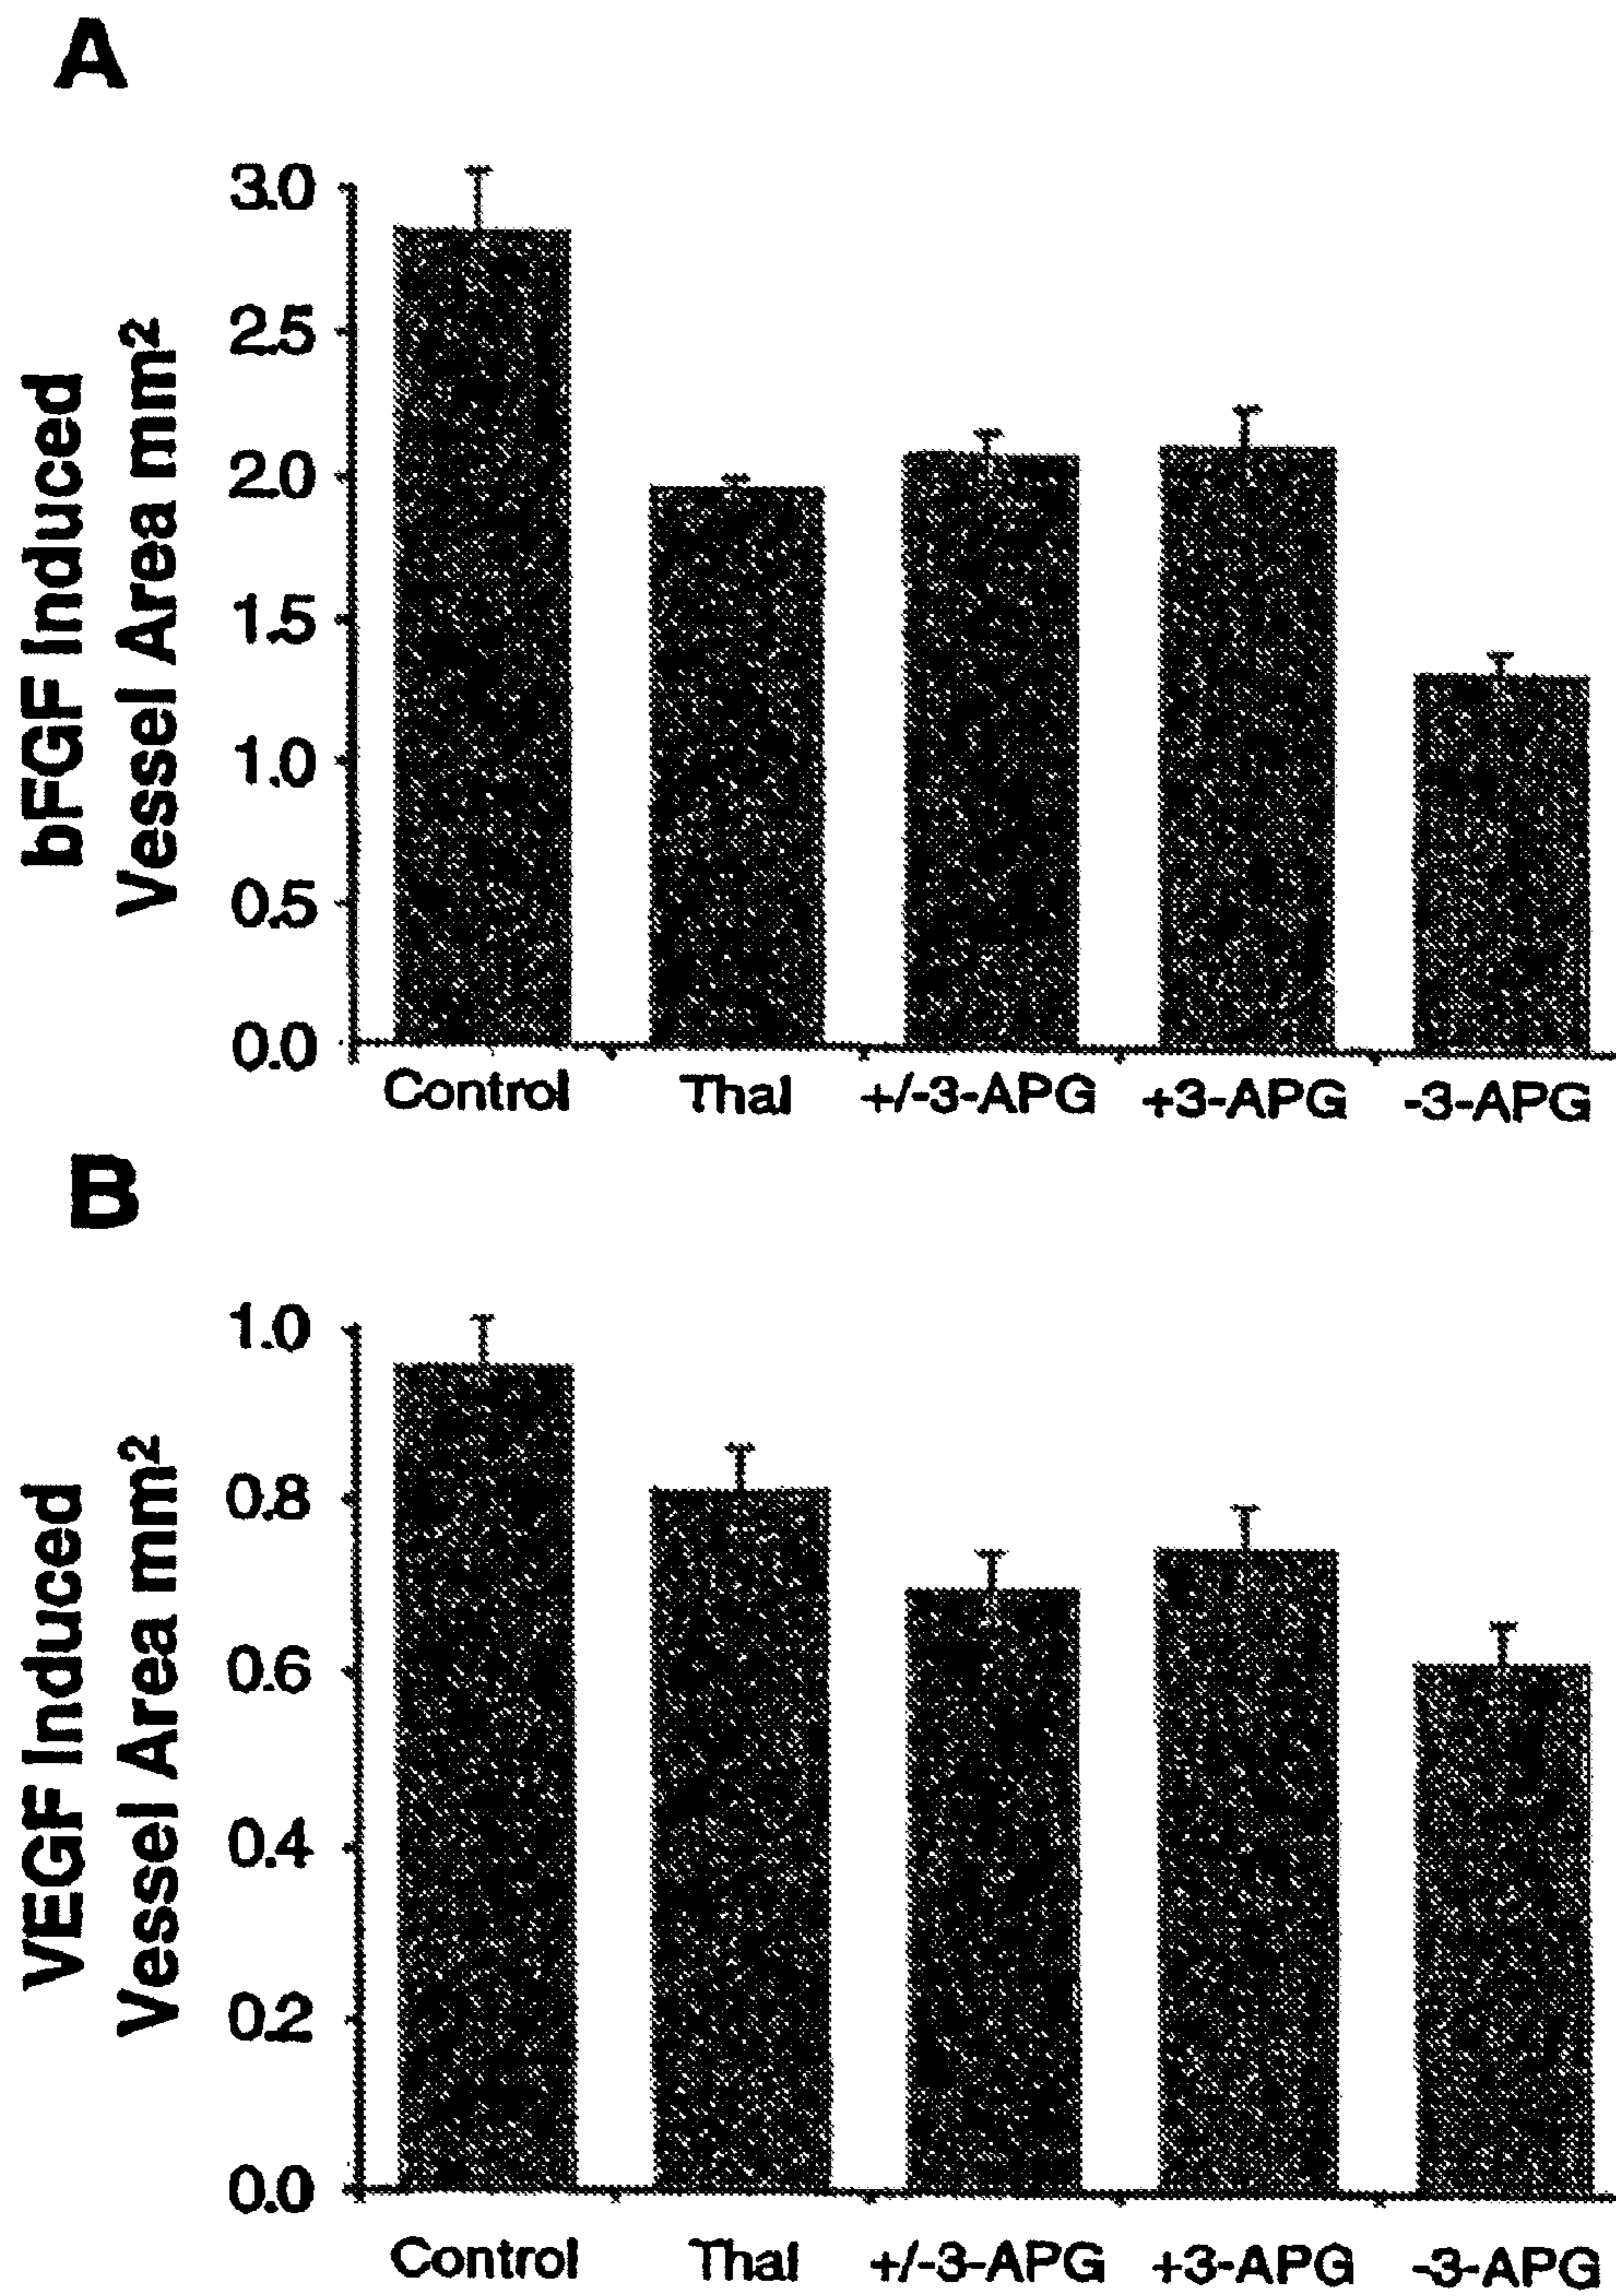 A
3.0
2.5
2.0
1.5
1.0
0.5
0.0
bFGF Induced
Vessel Area mm²
Control Thal +/-3-APG +3-APG -3-APG
B
1.0
0.8
0.6
0.4
0.2
0.0
VEGF Induced
Vessel Area mm²
Control Thal +/-3-APG +3-APG -3-APG